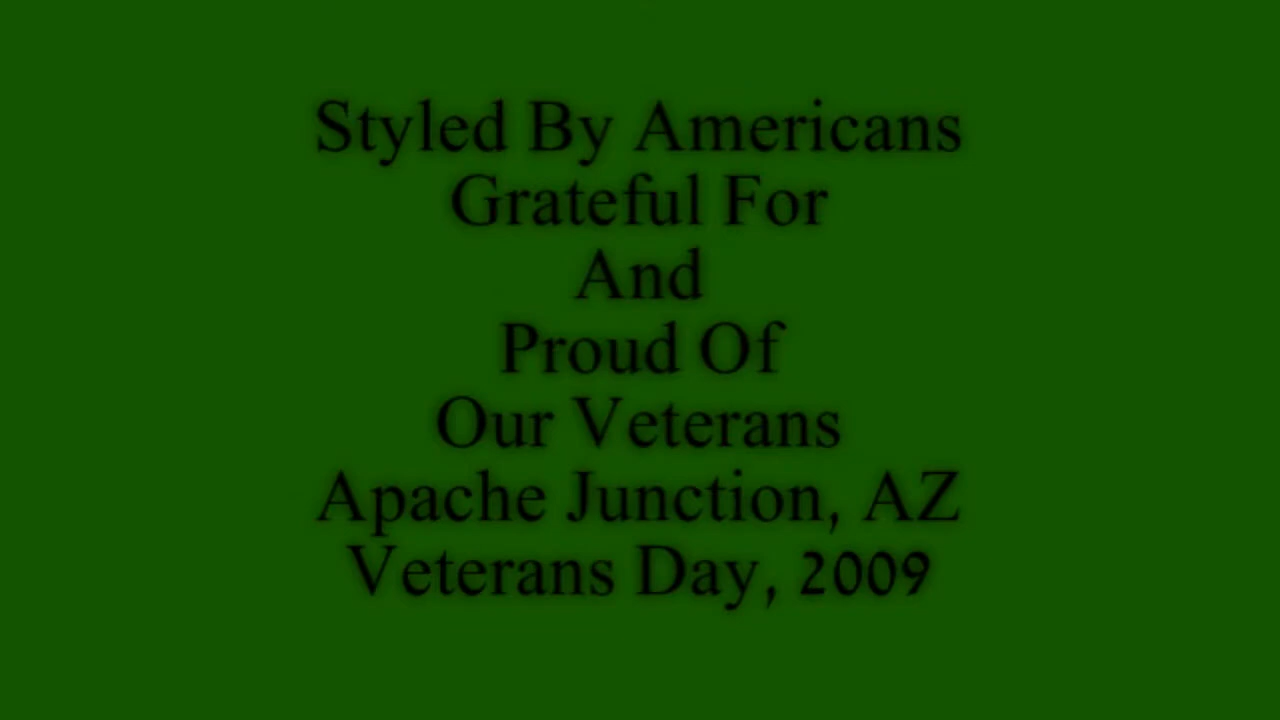 Styled By Americans
Grateful For
And
Proud Of
Our Veterans
Apache Junction, AZ
Veterans Day, 2009